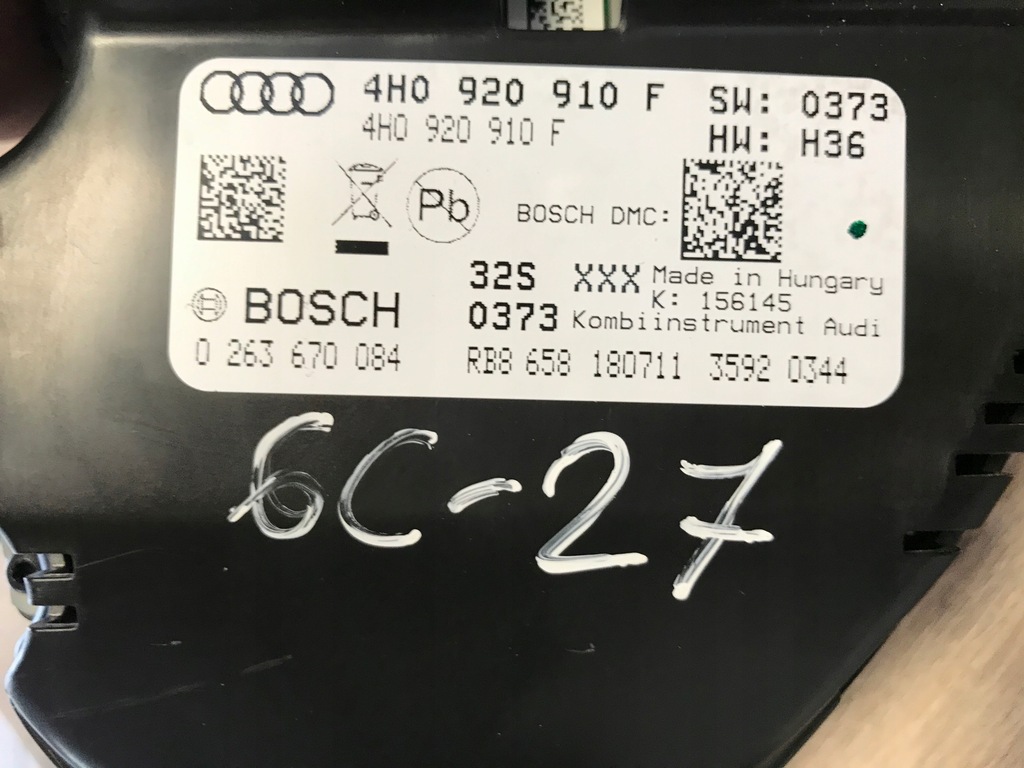 4H0 920 910 F SW: 0373
4H0 920 910 F HW: H36
Pb BOSCH DMC:
32S XXX Made in Hungary
K: 156145
BOSCH 0373 Kombiinstrument Audi
0 263 670 084 RB8 658 180711 3592 0344
6C-27